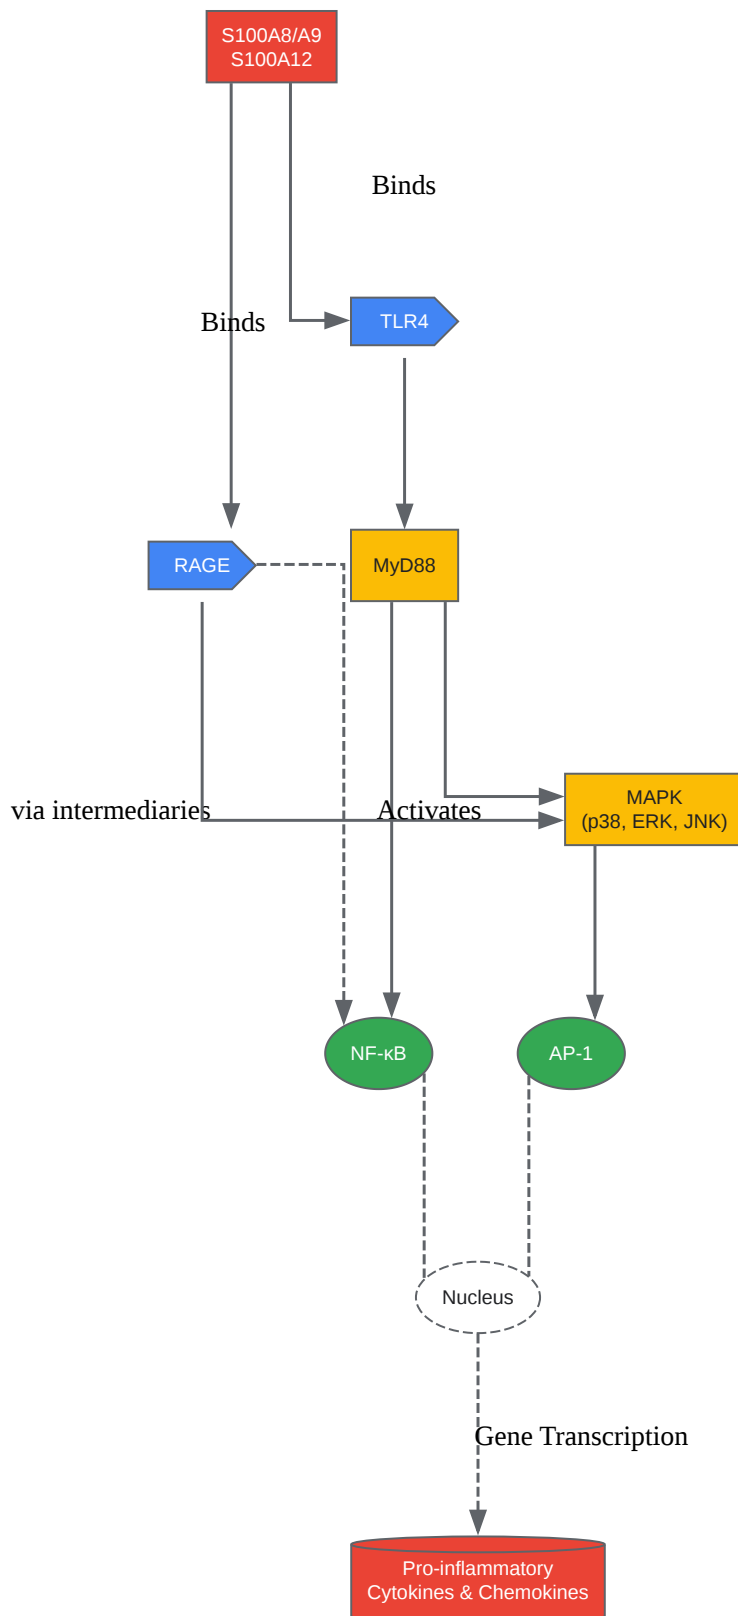 S100A8/A9
S100A12
Binds
Binds
TLR4
RAGE
MyD88
via intermediaries
Activates
MAPK
(p38, ERK, JNK)
NF-κB
AP-1
Nucleus
Gene Transcription
Pro-inflammatory
Cytokines & Chemokines